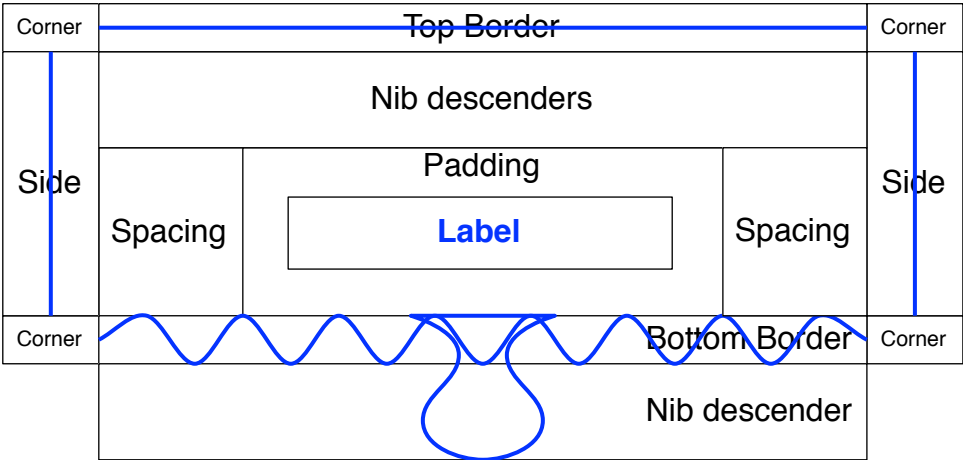 Corner
Top Border
Corner
Nib descenders
Side
Padding
Side
Spacing
Label
Spacing
Corner
Bottom Border
Corner
Nib descender